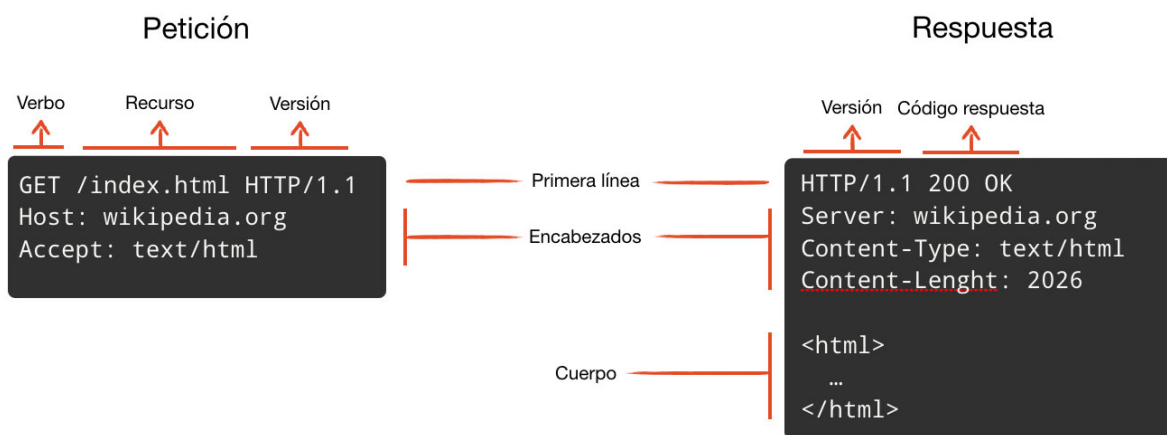 Petición
Respuesta
Verbo
Recurso
Versión
Versión
Código respuesta
GET /index.html HTTP/1.1
Host: wikipedia.org
Accept: text/html
Primera línea
Encabezados
Cuerpo
HTTP/1.1 200 OK
Server: wikipedia.org
Content-Type: text/html
Content-Lenght: 2026
<html>
…
</html>